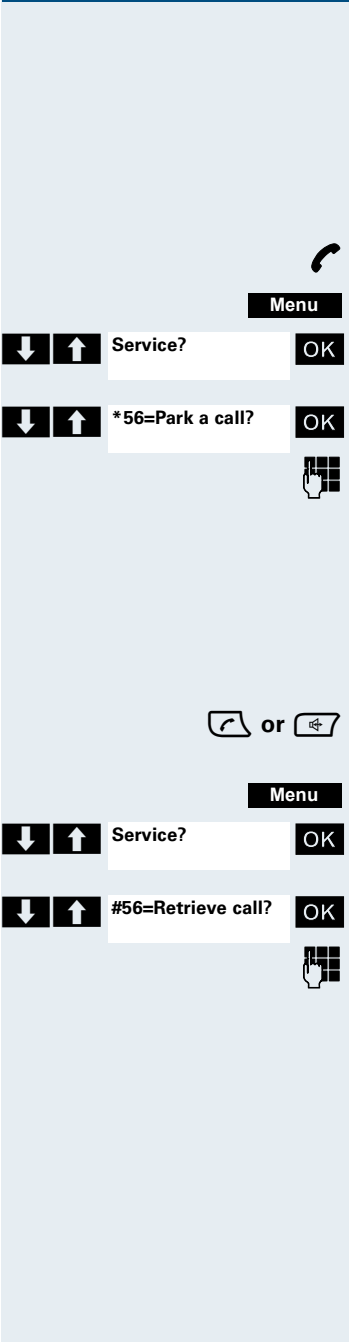 Menu
Service? OK
*56=Park a call? OK
or
Menu
Service? OK
#56=Retrieve call? OK